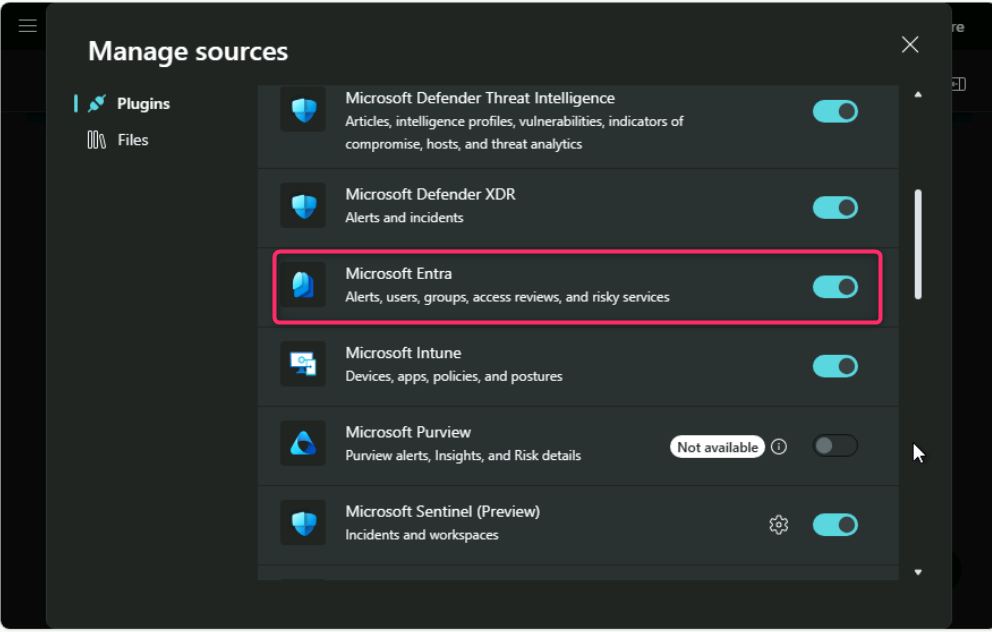 re
Manage sources
Plugins
Files
Microsoft Defender Threat Intelligence
Articles, intelligence profiles, vulnerabilities, indicators of
compromise, hosts, and threat analytics
Microsoft Defender XDR
Alerts and incidents
Microsoft Entra
Alerts, users, groups, access reviews, and risky services
Microsoft Intune
Devices, apps, policies, and postures
Microsoft Purview
Purview alerts, Insights, and Risk details
Not available
Microsoft Sentinel (Preview)
Incidents and workspaces